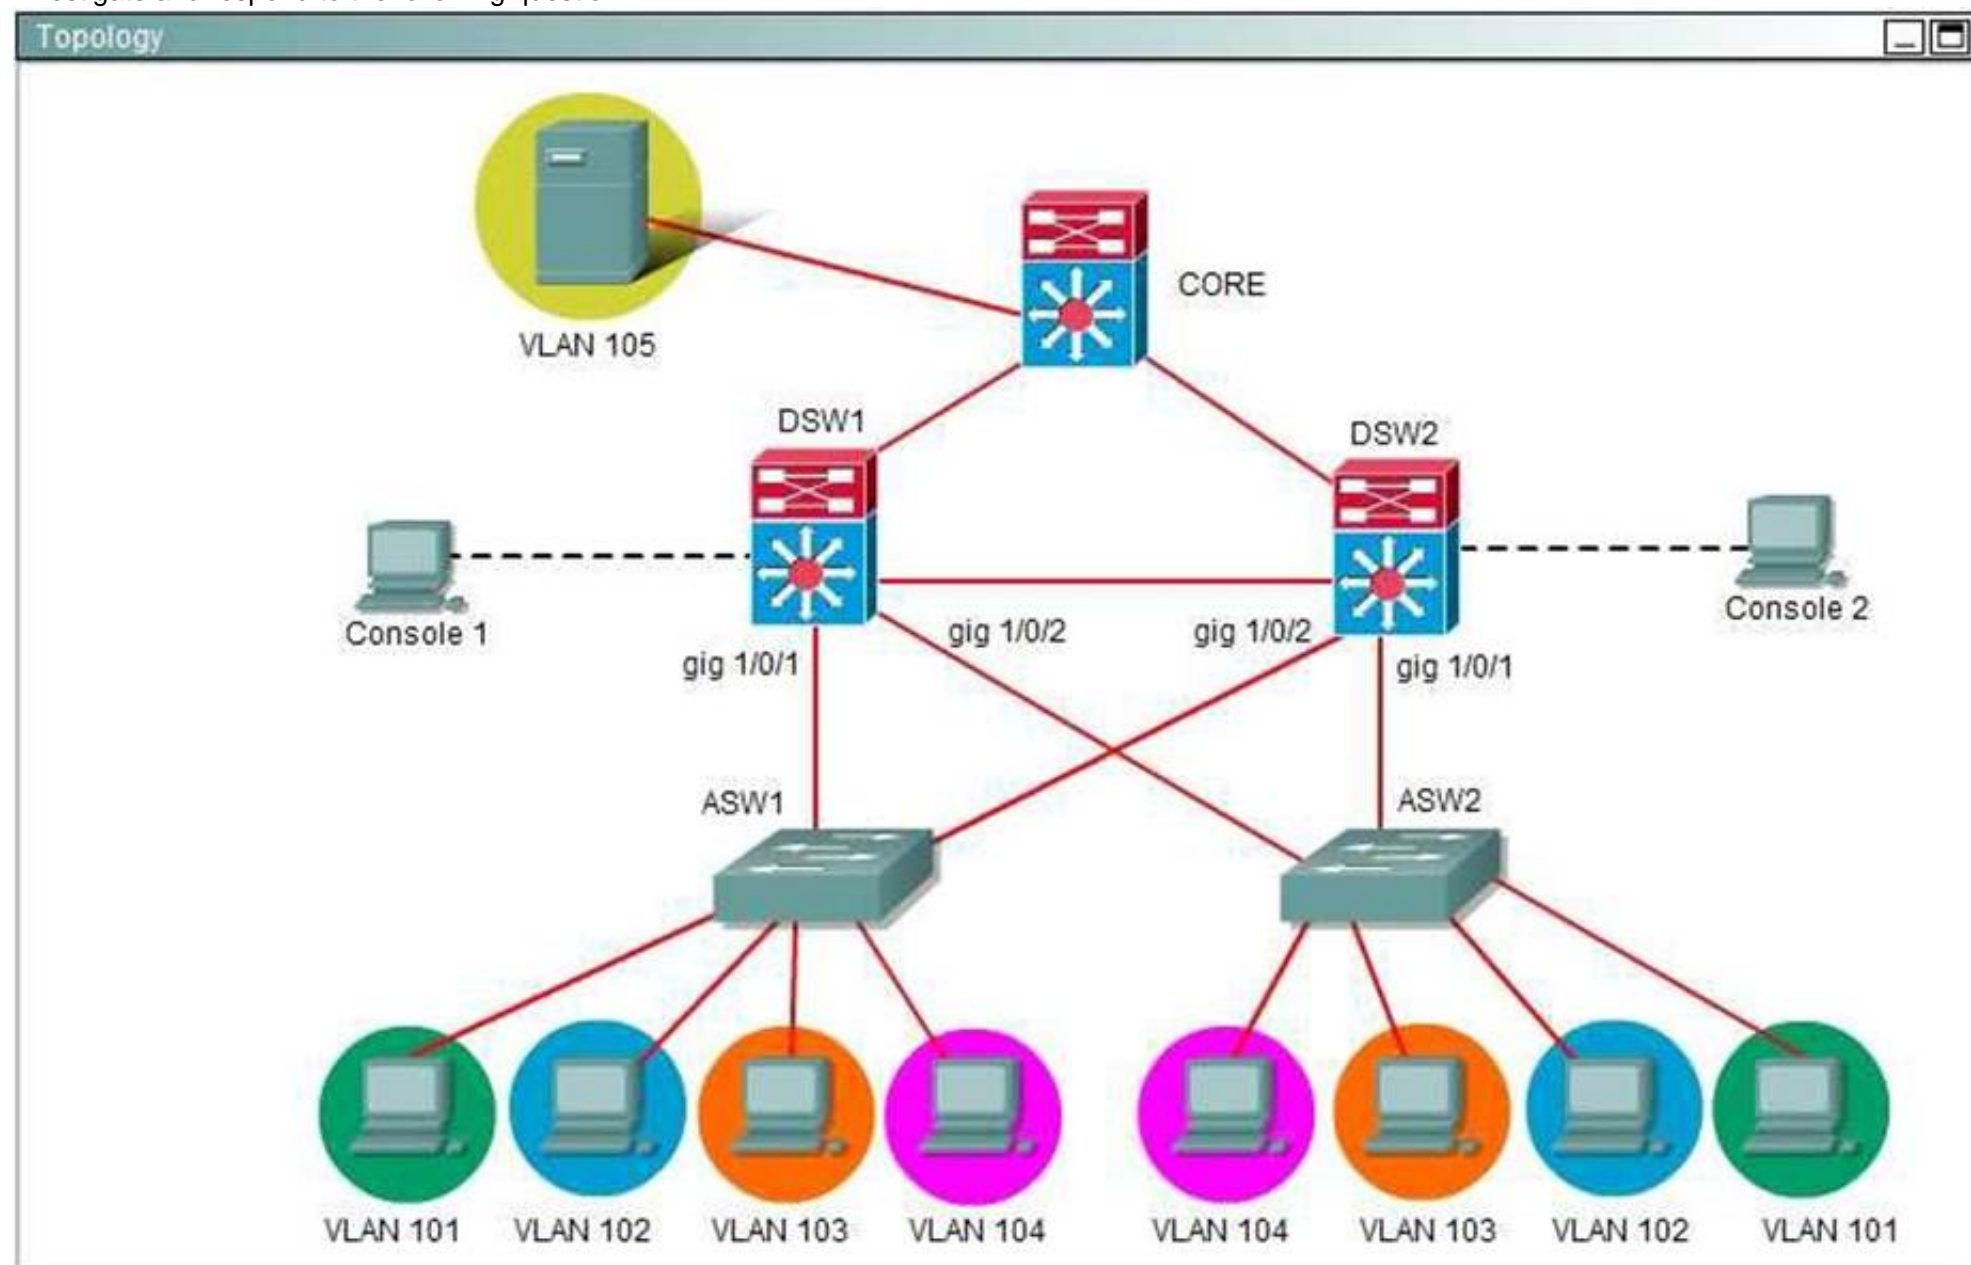 Topology
CORE
VLAN 105
DSW1
DSW2
Console 1
Console 2
gig 1/0/2
gig 1/0/2
gig 1/0/1
gig 1/0/1
ASW1
ASW2
VLAN 101
VLAN 102
VLAN 103
VLAN 104
VLAN 104
VLAN 103
VLAN 102
VLAN 101